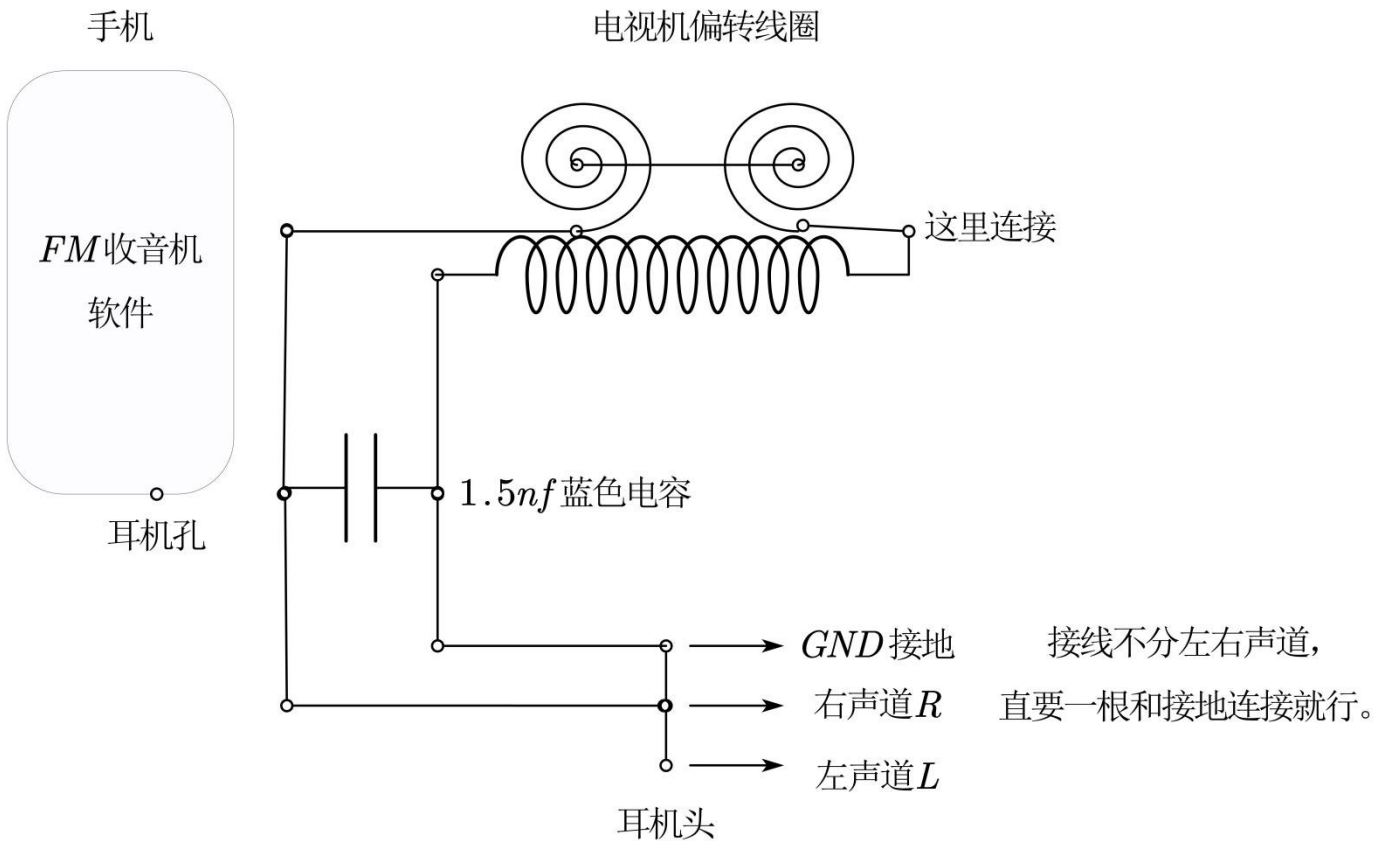 手机
电视机偏转线圈
FM收音机
软件
这里连接
1.5nf蓝色电容
耳机孔
GND接地
接线不分左右声道，
右声道R
直要一根和接地连接就行。
左声道L
耳机头